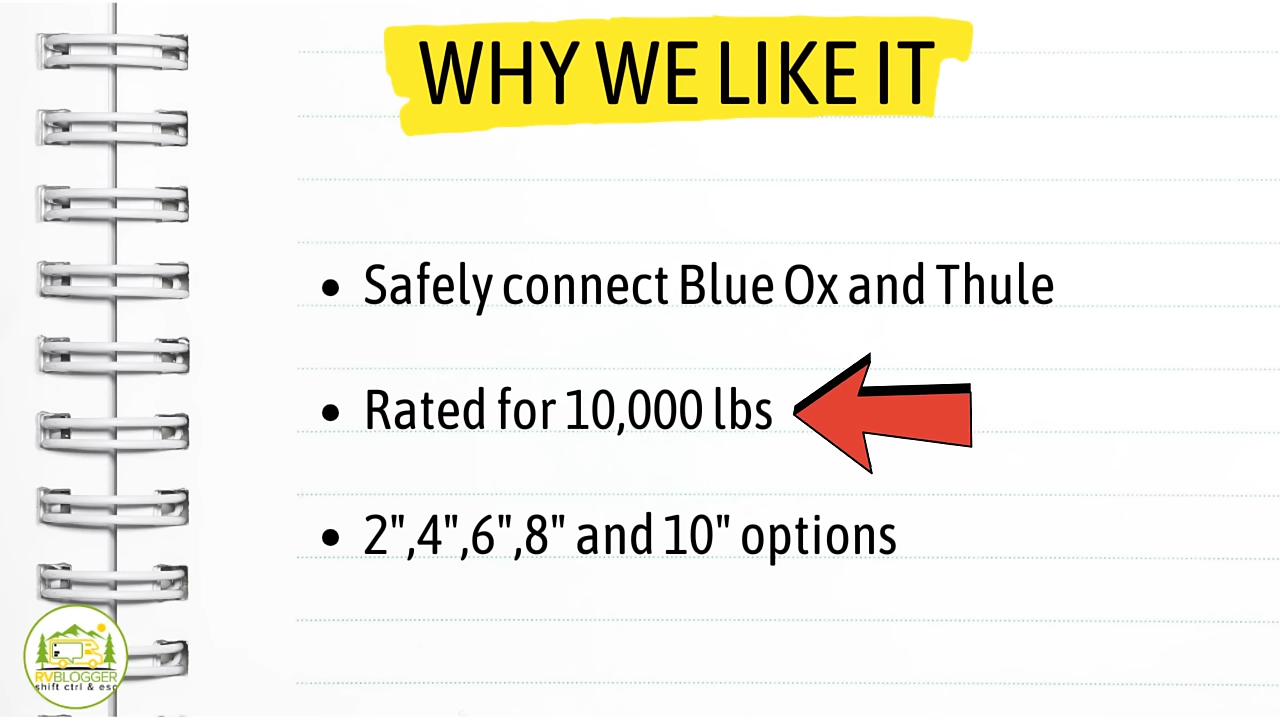 WHY WE LIKE IT
• Safely connect Blue Ox and Thule
• Rated for 10,000 lbs
• 2",4",6",8" and 10" options
RVBLOGGER
shift ctrl & esc